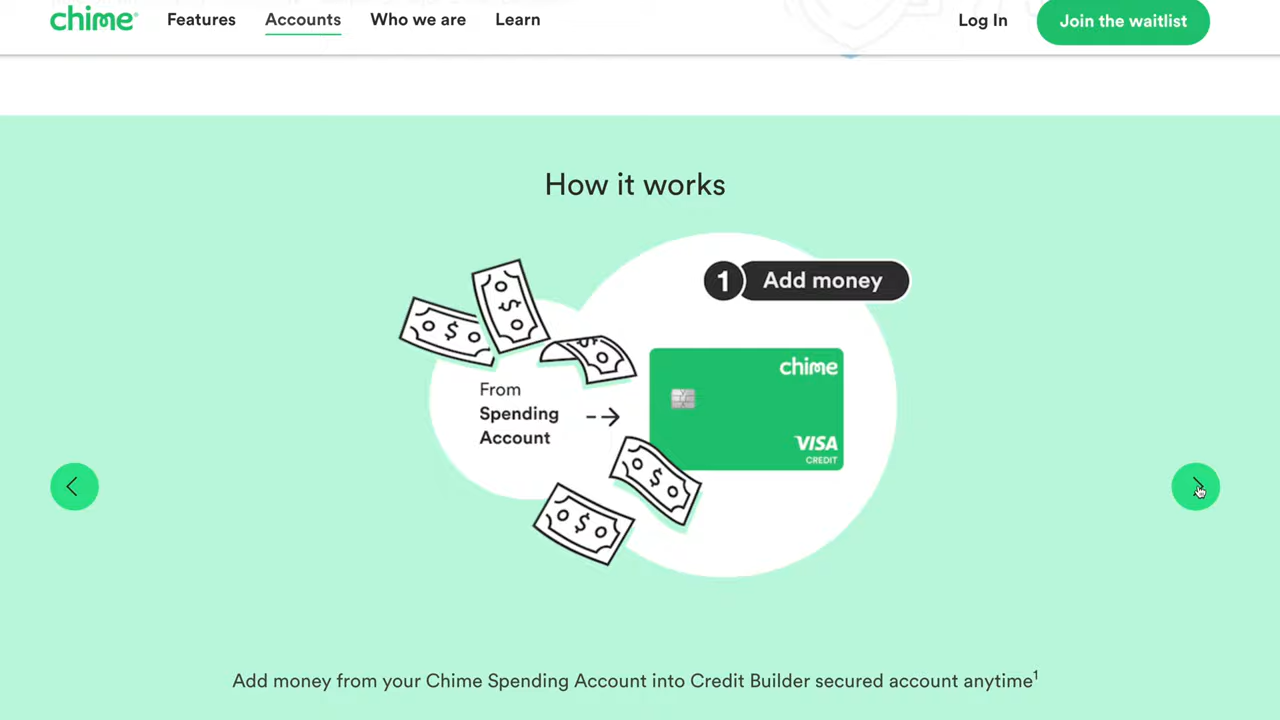 chime® Features Accounts Who we are Learn Log In Join the waitlist
How it works
1 Add money
chime
From
Spending
Account
VISA
CREDIT
Add money from your Chime Spending Account into Credit Builder secured account anytime¹